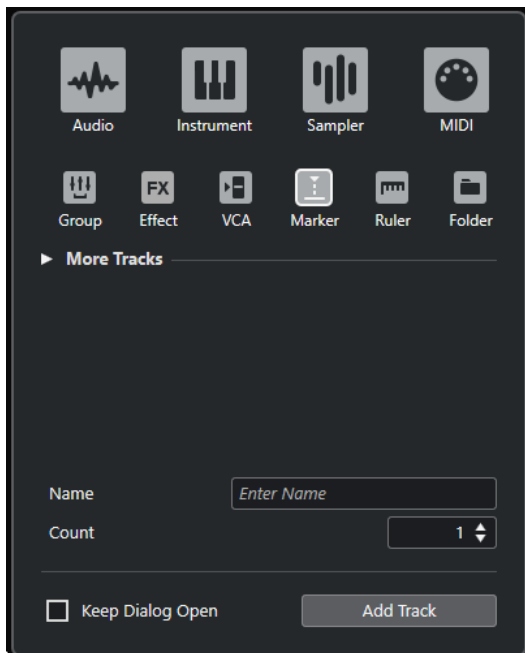 Audio Instrument Sampler MIDI
FX
Group Effect VCA Marker Ruler Folder
More Tracks
Name Enter Name
Count 1
Keep Dialog Open Add Track